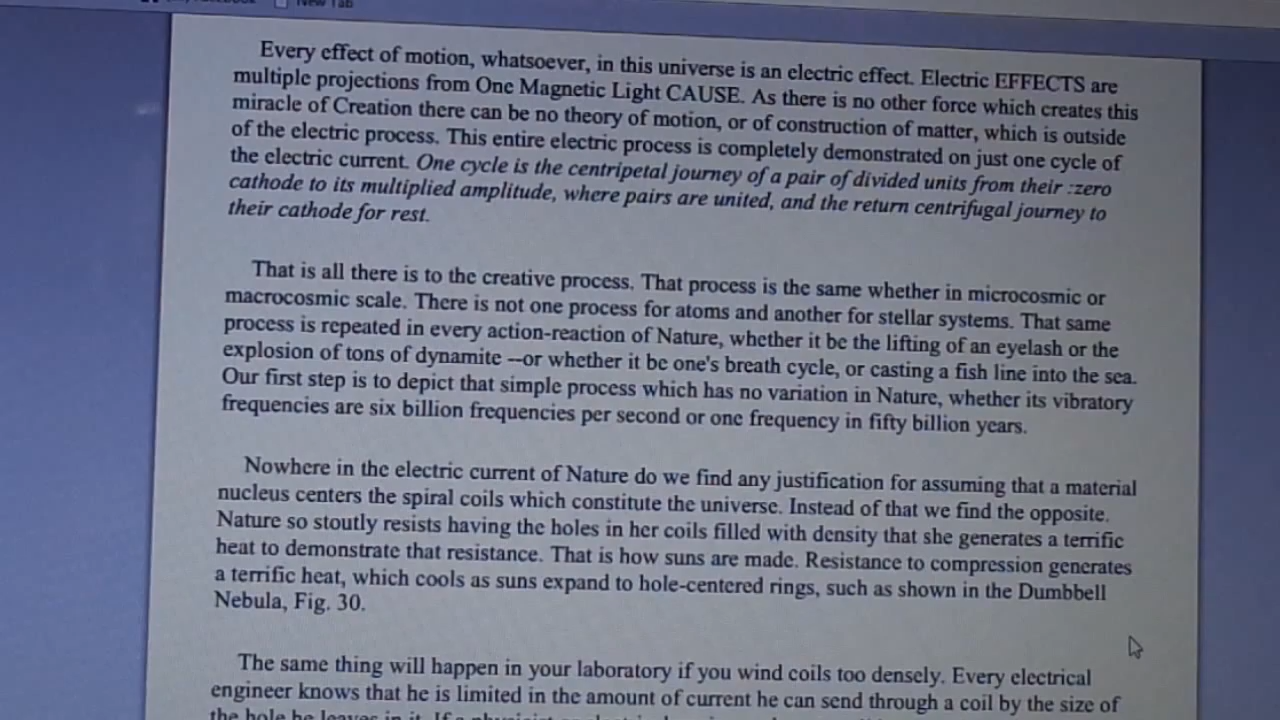 New Tab
Every effect of motion, whatsoever, in this universe is an electric effect. Electric EFFECTS are
multiple projections from One Magnetic Light CAUSE. As there is no other force which creates this
miracle of Creation there can be no theory of motion, or of construction of matter, which is outside
of the electric process. This entire electric process is completely demonstrated on just one cycle of
the electric current. One cycle is the centripetal journey of a pair of divided units from their :zero
cathode to its multiplied amplitude, where pairs are united, and the return centrifugal journey to
their cathode for rest.
That is all there is to the creative process. That process is the same whether in microcosmic or
macrocosmic scale. There is not one process for atoms and another for stellar systems. That same
process is repeated in every action-reaction of Nature, whether it be the lifting of an eyelash or the
explosion of tons of dynamite —or whether it be one's breath cycle, or casting a fish line into the sea.
Our first step is to depict that simple process which has no variation in Nature, whether its vibratory
frequencies are six billion frequencies per second or one frequency in fifty billion years.
Nowhere in the electric current of Nature do we find any justification for assuming that a material
nucleus centers the spiral coils which constitute the universe. Instead of that we find the opposite.
Nature so stoutly resists having the holes in her coils filled with density that she generates a terrific
heat to demonstrate that resistance. That is how suns are made. Resistance to compression generates
a terrific heat, which cools as suns expand to hole-centered rings, such as shown in the Dumbbell
Nebula, Fig. 30.
The same thing will happen in your laboratory if you wind coils too densely. Every electrical
engineer knows that he is limited in the amount of current he can send through a coil by the size of
the hole he leaves in it. If a